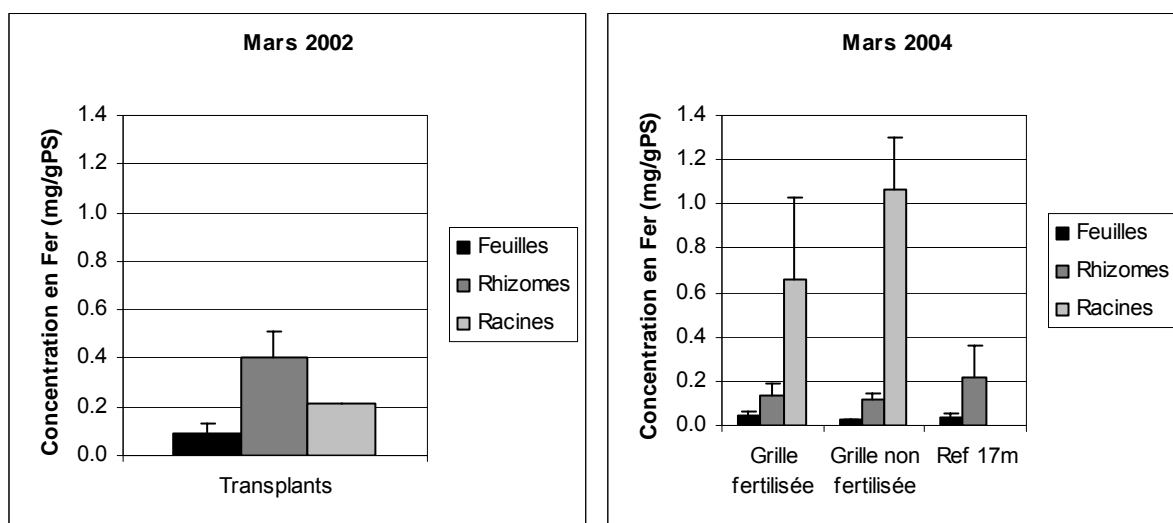 Mars 2002
Concentration en Fer (mg/gPS)
1.4
1.2
1.0
0.8
0.6
0.4
0.2
0.0
Transplants
Feuilles
Rhizomes
Racines
Mars 2004
Concentration en Fer (mg/gPS)
1.4
1.2
1.0
0.8
0.6
0.4
0.2
0.0
Grille
fertilisée
Grille non
fertilisée
Ref 17m
Feuilles
Rhizomes
Racines